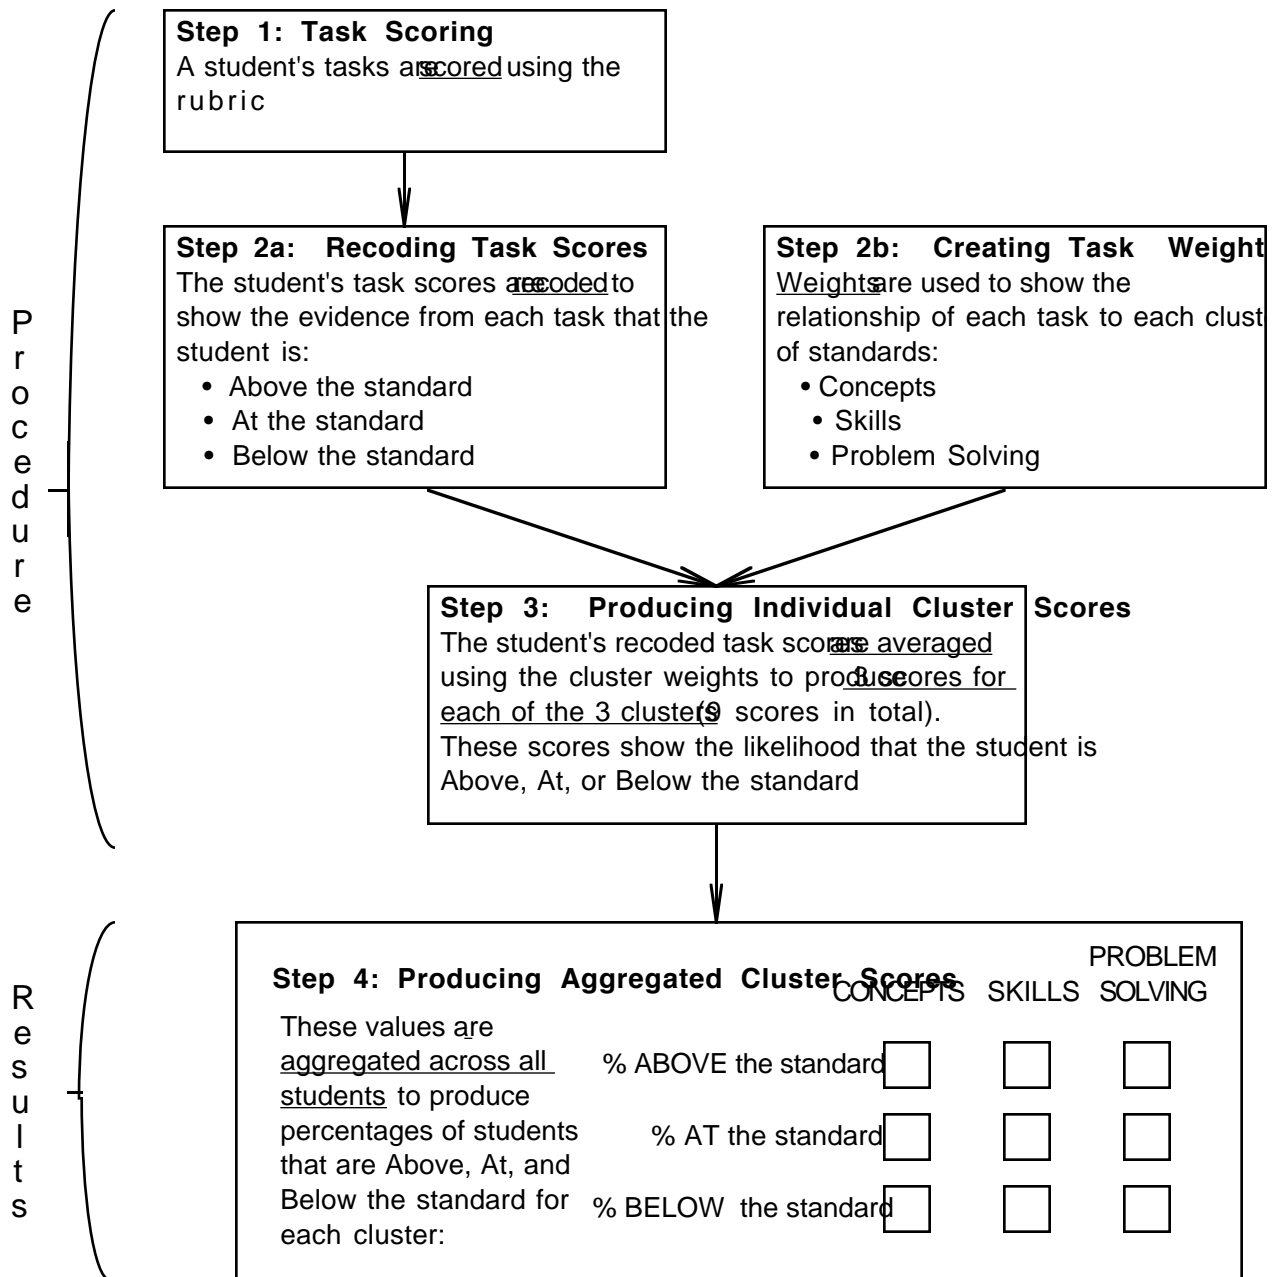 Step 1: Task Scoring
A student's tasks are scored using the
rubric
Step 2a: Recoding Task Scores
The student's task scores are recoded to
show the evidence from each task that the
student is:
• Above the standard
• At the standard
• Below the standard
Step 2b: Creating Task Weight
Weights are used to show the
relationship of each task to each clust
of standards:
• Concepts
• Skills
• Problem Solving
Procedure
Step 3: Producing Individual Cluster Scores
The student's recoded task scores are averaged
using the cluster weights to produce 3 scores for
each of the 3 clusters (9 scores in total).
These scores show the likelihood that the student is
Above, At, or Below the standard
Results
Step 4: Producing Aggregated Cluster Scores
These values are
aggregated across all
students to produce
percentages of students
that are Above, At, and
Below the standard for
each cluster:
PROBLEM
CONCEPTS SKILLS SOLVING
% ABOVE the standard
% AT the standard
% BELOW the standard